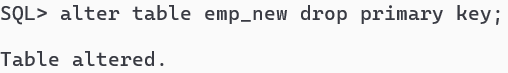 SQL> alter table emp_new drop primary key;
Table altered.